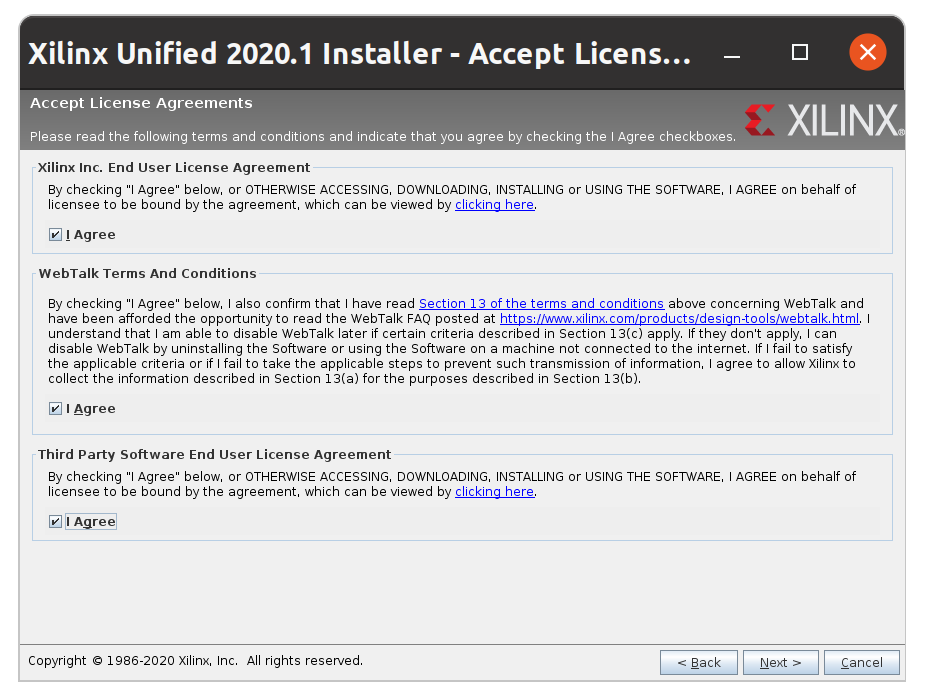 Xilinx Unified 2020.1 Installer - Accept Licens...
Accept License Agreements
Please read the following terms and conditions and indicate that you agree by checking the I Agree checkboxes.
XILINX®
Xilinx Inc. End User License Agreement
By checking "I Agree" below, or OTHERWISE ACCESSING, DOWNLOADING, INSTALLING or USING THE SOFTWARE, I AGREE on behalf of
licensee to be bound by the agreement, which can be viewed by clicking here.
I Agree
WebTalk Terms And Conditions
By checking "I Agree" below, I also confirm that I have read Section 13 of the terms and conditions above concerning WebTalk and
have been afforded the opportunity to read the WebTalk FAQ posted at https://www.xilinx.com/products/design-tools/webtalk.html. I
understand that I am able to disable WebTalk later if certain criteria described in Section 13(c) apply. If they don't apply, I can
disable WebTalk by uninstalling the Software or using the Software on a machine not connected to the internet. If I fail to satisfy
the applicable criteria or if I fail to take the applicable steps to prevent such transmission of information, I agree to allow Xilinx to
collect the information described in Section 13(a) for the purposes described in Section 13(b).
I Agree
Third Party Software End User License Agreement
By checking "I Agree" below, or OTHERWISE ACCESSING, DOWNLOADING, INSTALLING or USING THE SOFTWARE, I AGREE on behalf of
licensee to be bound by the agreement, which can be viewed by clicking here.
I Agree
Copyright © 1986-2020 Xilinx, Inc.  All rights reserved.
< Back
Next >
Cancel